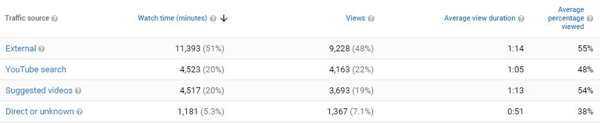 Traffic source ? Watch time (minutes) ? ↓ Views ? Average view duration ? Average percentage viewed ?
External ? 11,393 (51%) 9,228 (48%) 1:14 55%
YouTube search 4,523 (20%) 4,163 (22%) 1:05 48%
Suggested videos ? 4,517 (20%) 3,693 (19%) 1:13 54%
Direct or unknown ? 1,181 (5.3%) 1,367 (7.1%) 0:51 38%